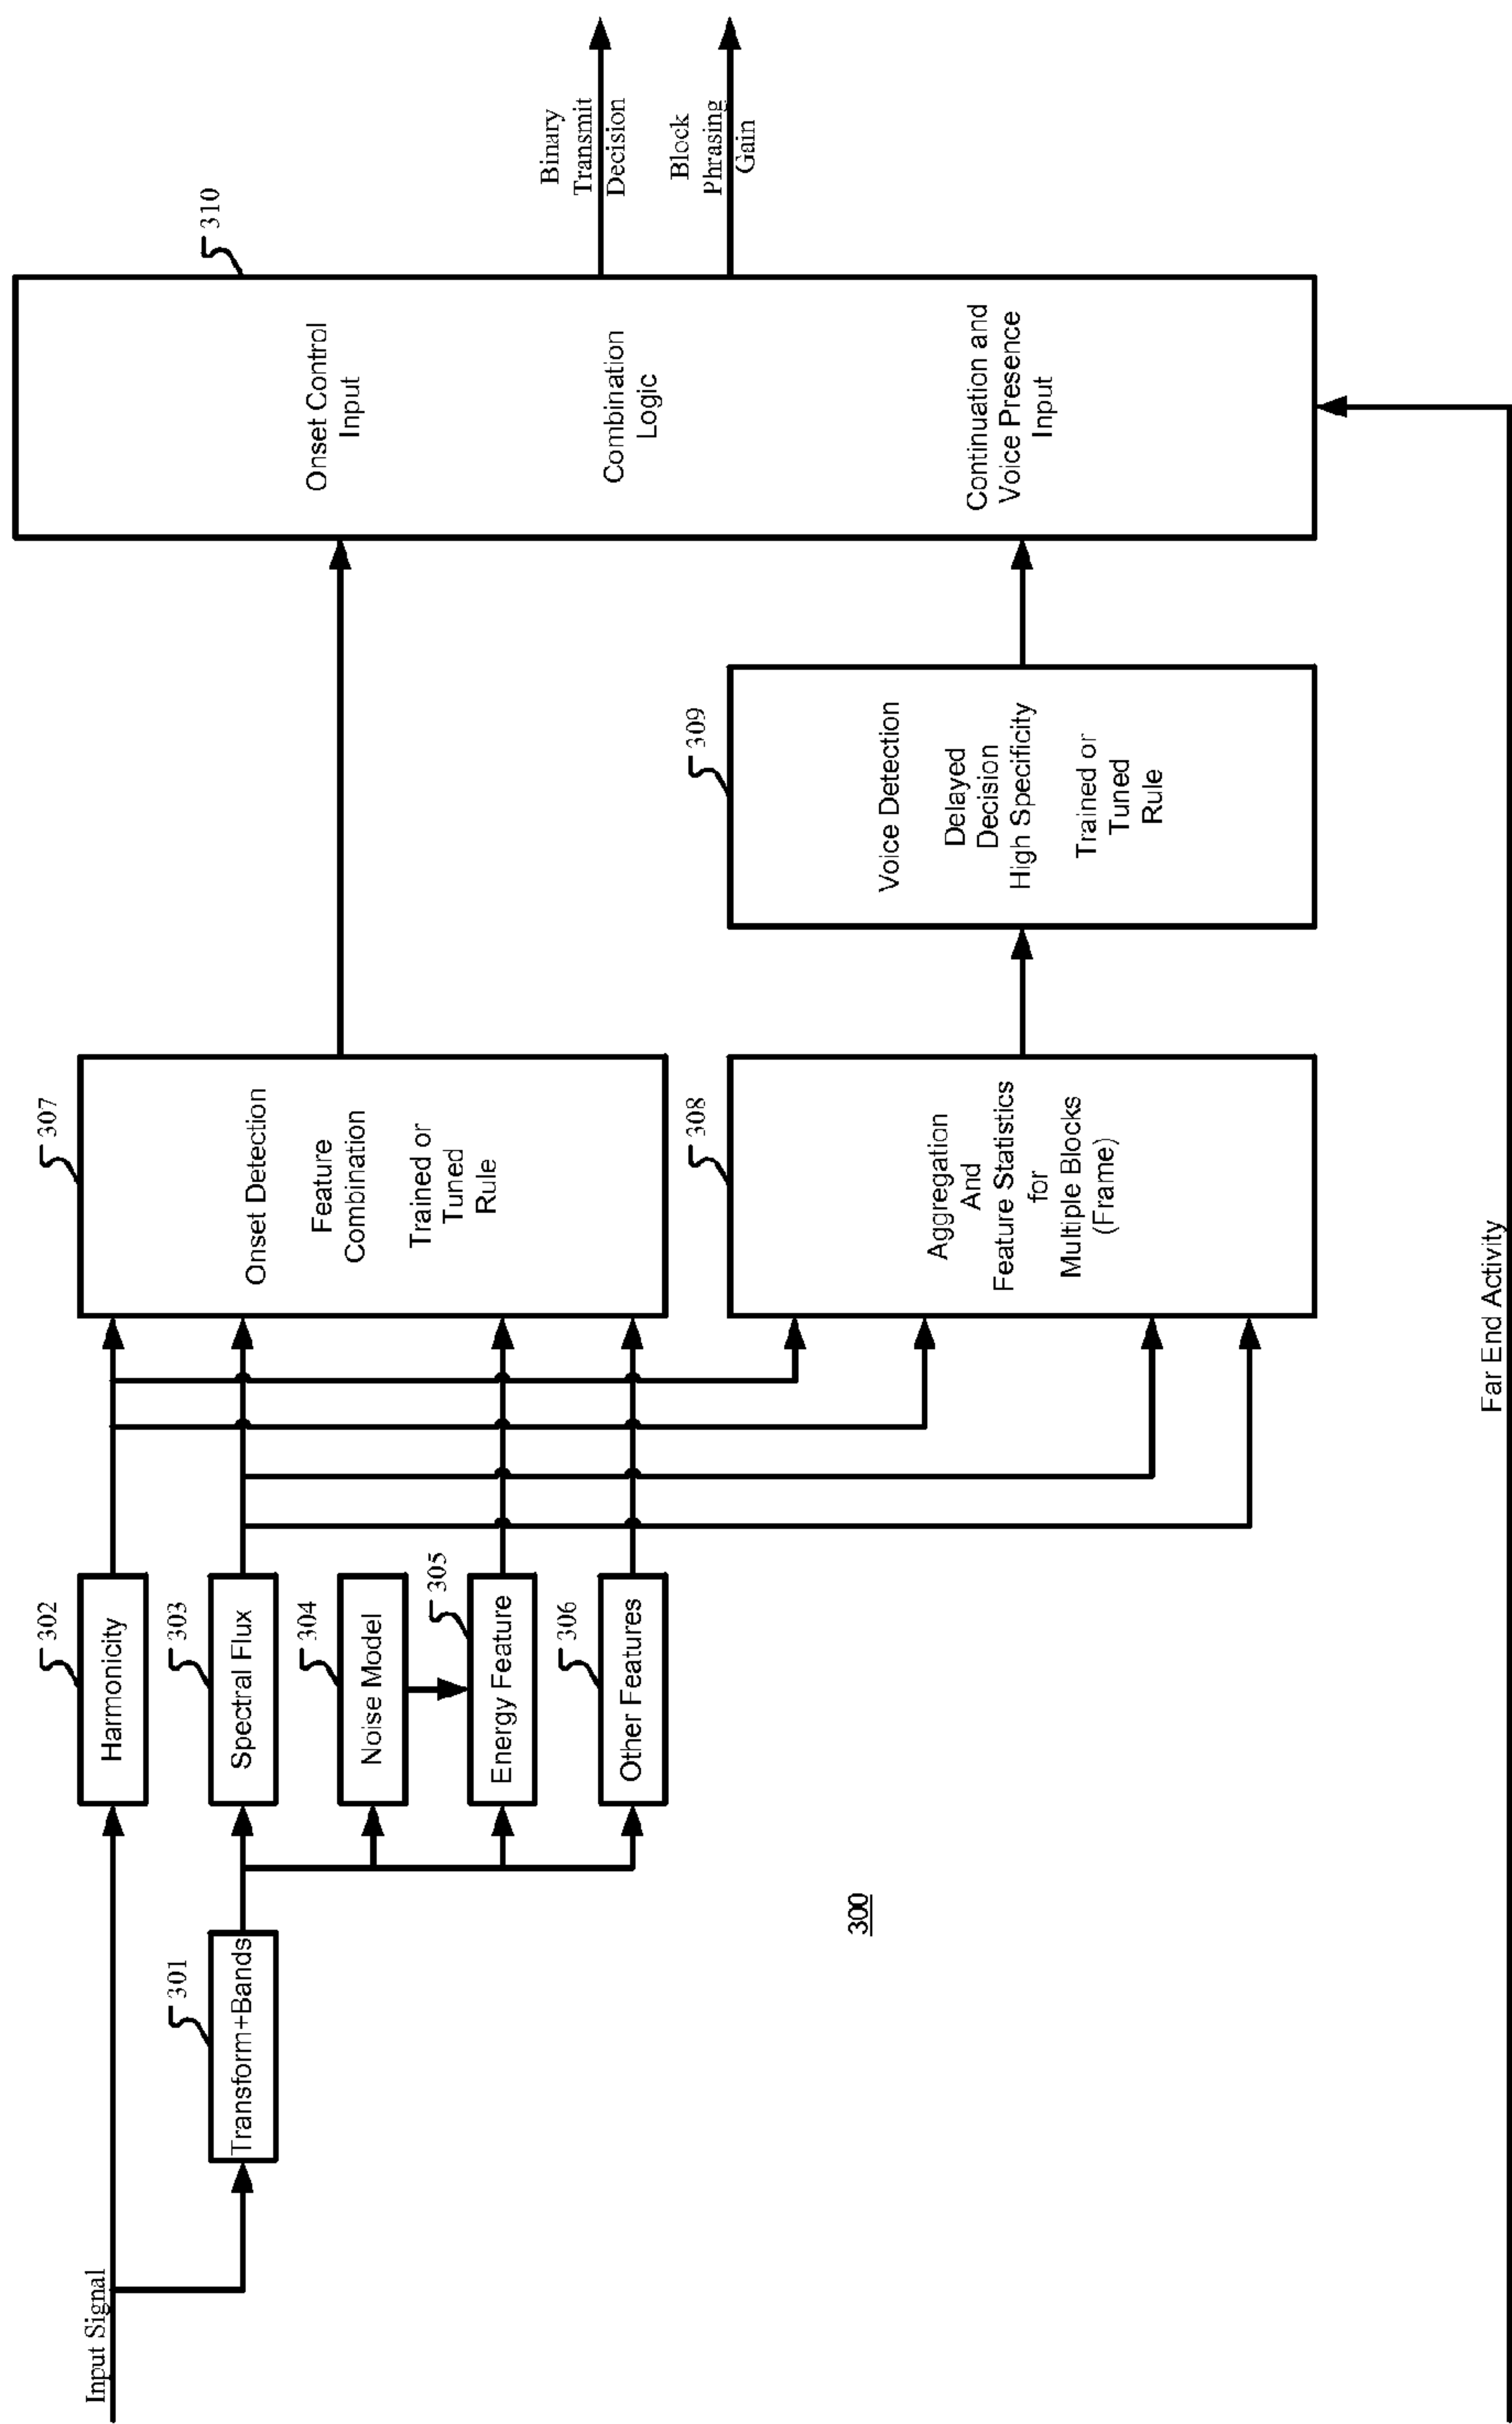 Input Signal
301
Transform+Bands
302
Harmonicity
303
Spectral Flux
304
Noise Model
305
Energy Feature
306
Other Features
307
Onset Detection
Feature
Combination
Trained or
Tuned
Rule
308
Aggregation
And
Feature Statistics
for
Multiple Blocks
(Frame)
309
Voice Detection
Delayed
Decision
High Specificity
Trained or
Tuned
Rule
310
Onset Control
Input
Combination
Logic
Continuation and
Voice Presence
Input
Binary
Transmit
Decision
Block
Phrasing
Gain
300
Far End Activity